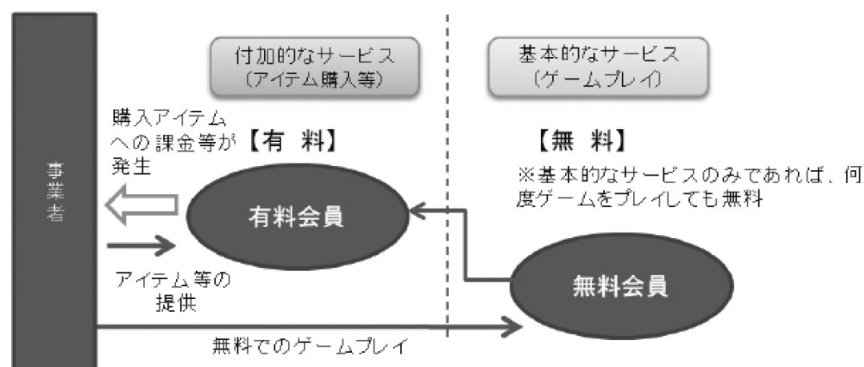 付加的なサービス
（アイテム購入等）
基本的なサービス
（ゲームプレイ）
購入アイテム
への課金等が
発生
【有 料】
【無 料】
※基本的なサービスのみであれば、何
度ゲームをプレイしても無料
事業者
有料会員
無料会員
アイテム等の
提供
無料でのゲームプレイ